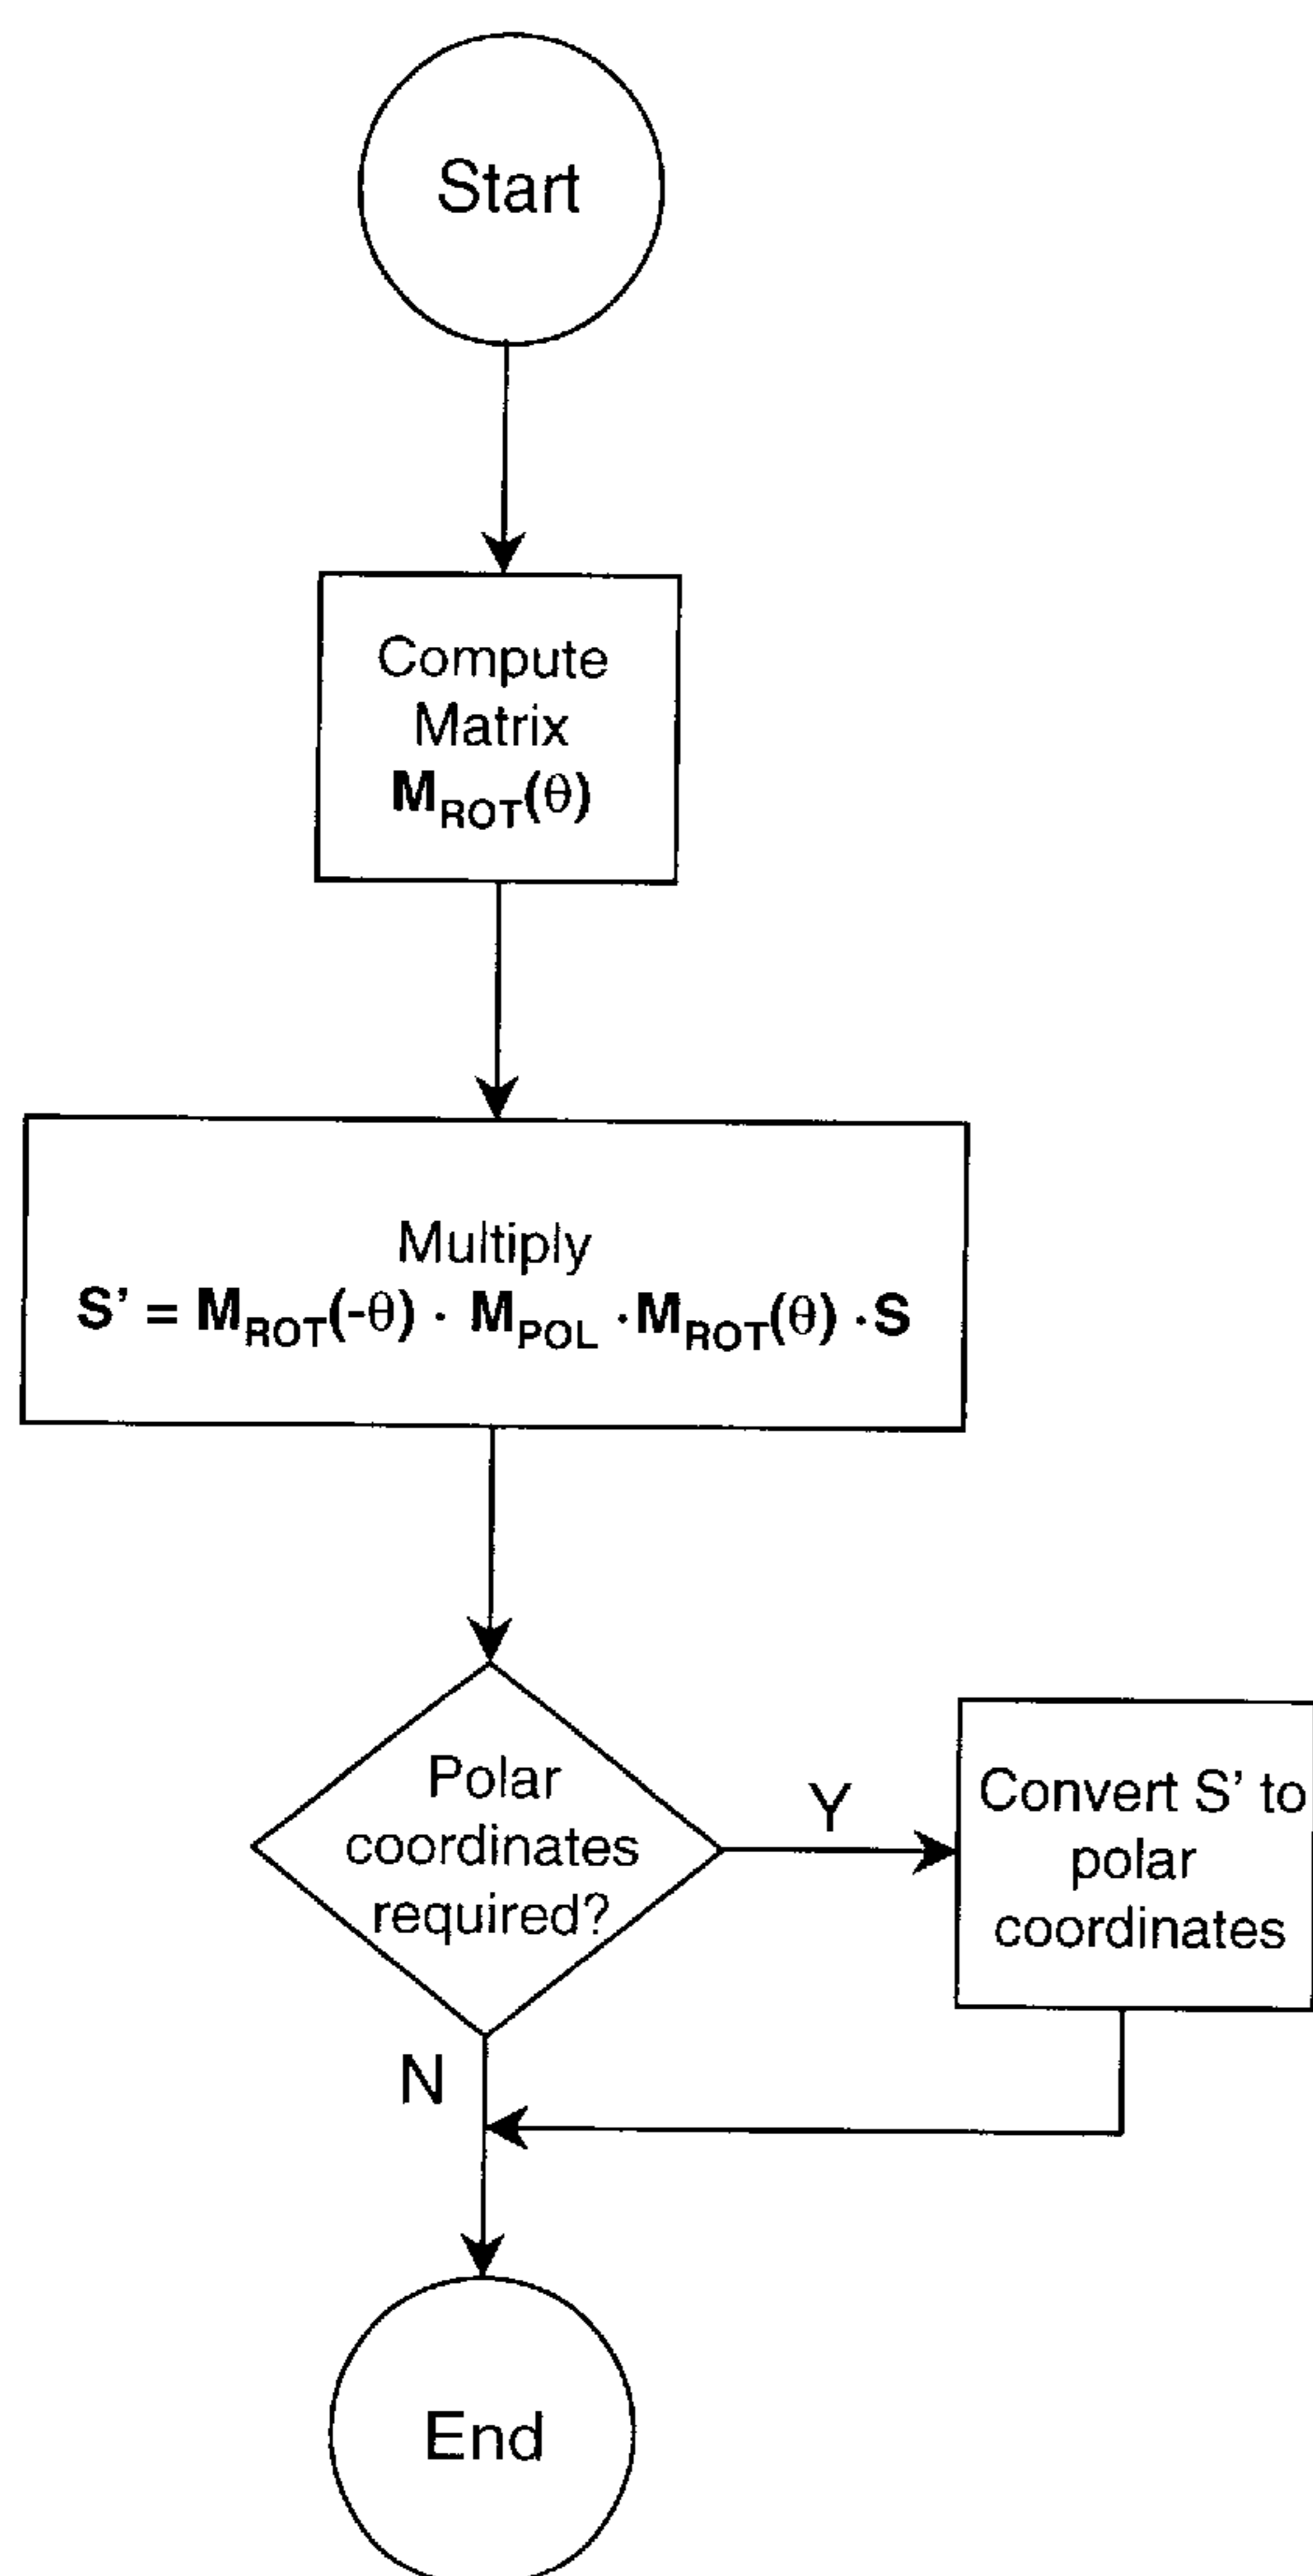 Start
Compute
Matrix
M_ROT(θ)
Multiply
S' = M_ROT(-θ) · M_POL ·M_ROT(θ) ·S
Polar
coordinates
required?
Y
Convert S' to
polar
coordinates
N
End